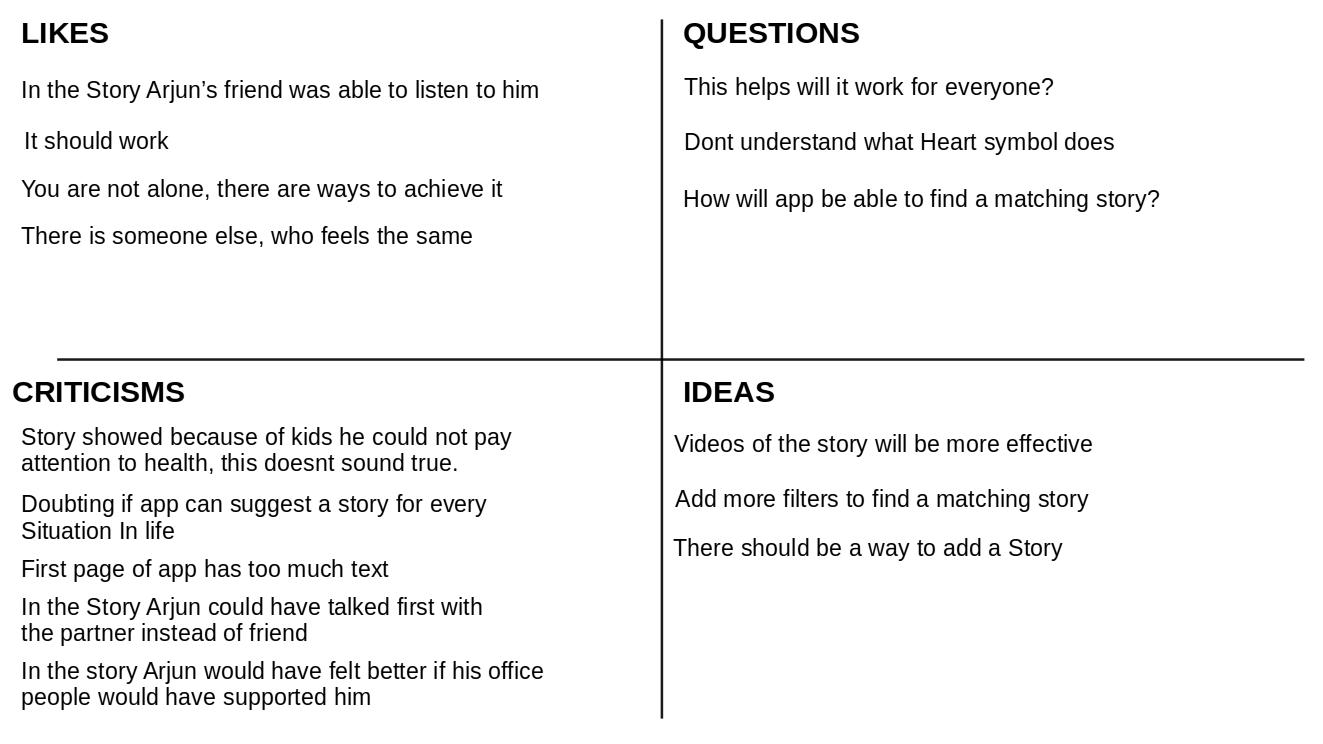 LIKES
In the Story Arjun’s friend was able to listen to him
It should work
You are not alone, there are ways to achieve it
There is someone else, who feels the same
QUESTIONS
This helps will it work for everyone?
Dont understand what Heart symbol does
How will app be able to find a matching story?
CRITICISMS
Story showed because of kids he could not pay
attention to health, this doesnt sound true.
Doubting if app can suggest a story for every
Situation In life
First page of app has too much text
In the Story Arjun could have talked first with
the partner instead of friend
In the story Arjun would have felt better if his office
people would have supported him
IDEAS
Videos of the story will be more effective
Add more filters to find a matching story
There should be a way to add a Story